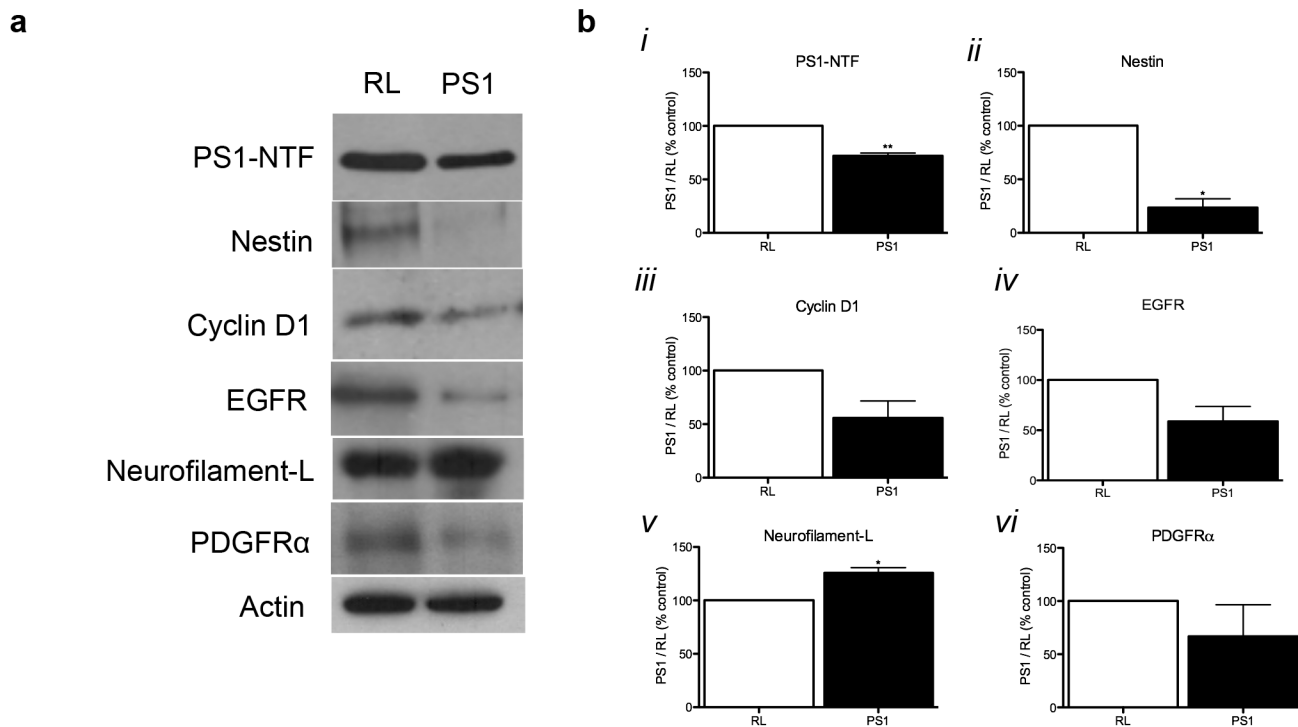 a
RL PS1
PS1-NTF
Nestin
Cyclin D1
EGFR
Neurofilament-L
PDGFRα
Actin
b
i
PS1-NTF
150
100
50
0
PS1 / RL (% control)
**
RL PS1
ii
Nestin
150
100
50
0
PS1 / RL (% control)
*
RL PS1
iii
Cyclin D1
150
100
50
0
PS1 / RL (% control)
RL PS1
iv
EGFR
150
100
50
0
PS1 / RL (% control)
RL PS1
v
Neurofilament-L
150
100
50
0
PS1 / RL (% control)
*
RL PS1
vi
PDGFRα
150
100
50
0
PS1 / RL (% control)
RL PS1